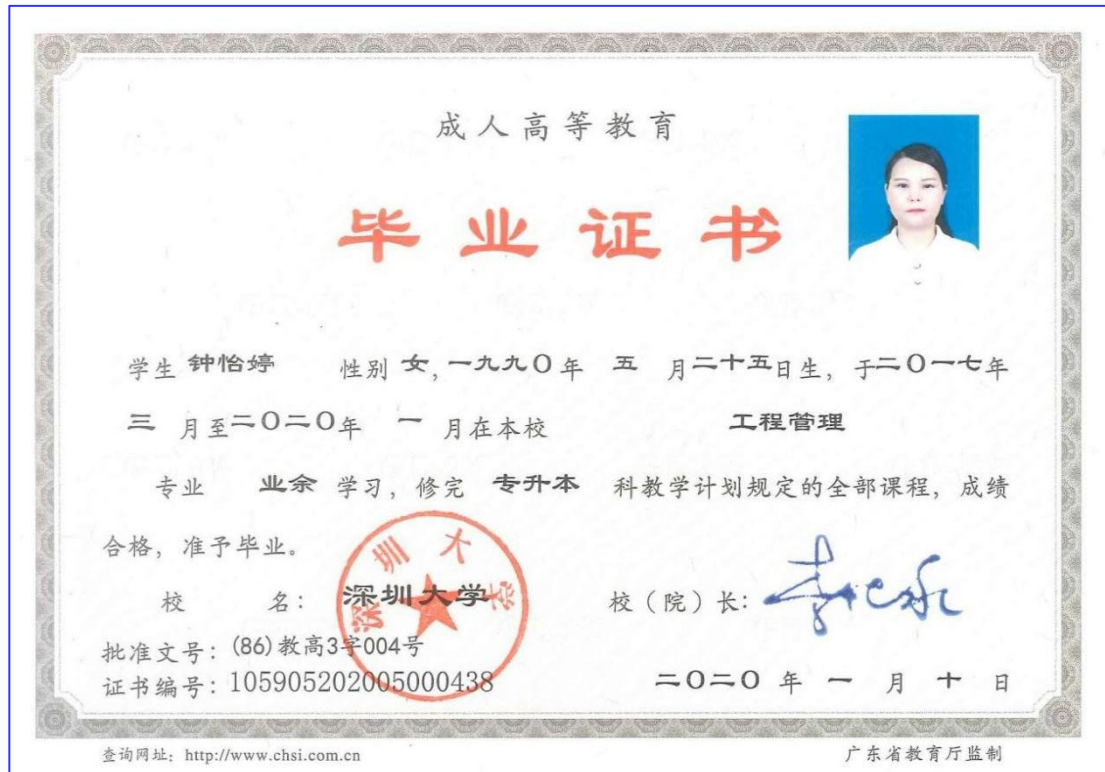 成人高等教育
毕业证书
学生 钟怡婷 性别 女，一九九〇年 五 月二十五日生，于二〇一七年
三 月至二〇二〇年 一 月在本校 工程管理
专业 业余 学习，修完 专升本 科教学计划规定的全部课程，成绩
合格，准予毕业。
深圳大学
校 名：深圳大学 校（院）长：
批准文号：(86)教高3字004号
证书编号：105905202005000438 二〇二〇 年 一 月 十 日
查询网址：http://www.chsi.com.cn 广东省教育厅监制